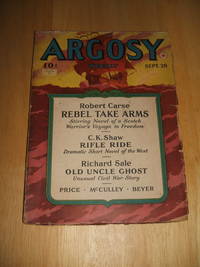 ARGOSY
10¢
WEEKLY
SEPT. 28
Robert Carse
REBEL TAKE ARMS
Stirring Novel of a Scotch
Warrior's Voyage to Freedom
C.K. Shaw
RIFLE RIDE
Dramatic Short Novel of the West
Richard Sale
OLD UNCLE GHOST
Unusual Civil War Story
PRICE · McCULLEY · BEYER